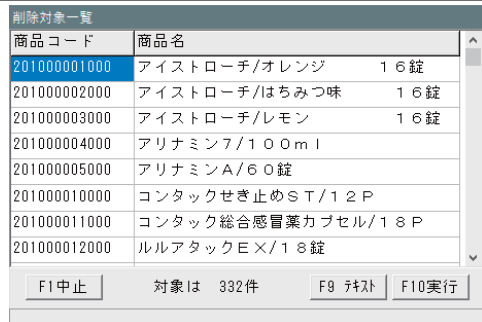 削除対象一覧
商品コード 商品名
201000001000 アイストローチ/オレンジ　　　１６錠
201000002000 アイストローチ/はちみつ味　　　１６錠
201000003000 アイストローチ/レモン　　　　１６錠
201000004000 アリナミン７/１００ｍｌ
201000005000 アリナミンＡ/６０錠
201000010000 コンタックせき止めＳＴ/１２Ｐ
201000011000 コンタック総合感冒薬カプセル/１８Ｐ
201000012000 ルルアタックＥＸ/１８錠
F1中止 対象は 332件 F9 ﾃｷｽﾄ F10実行